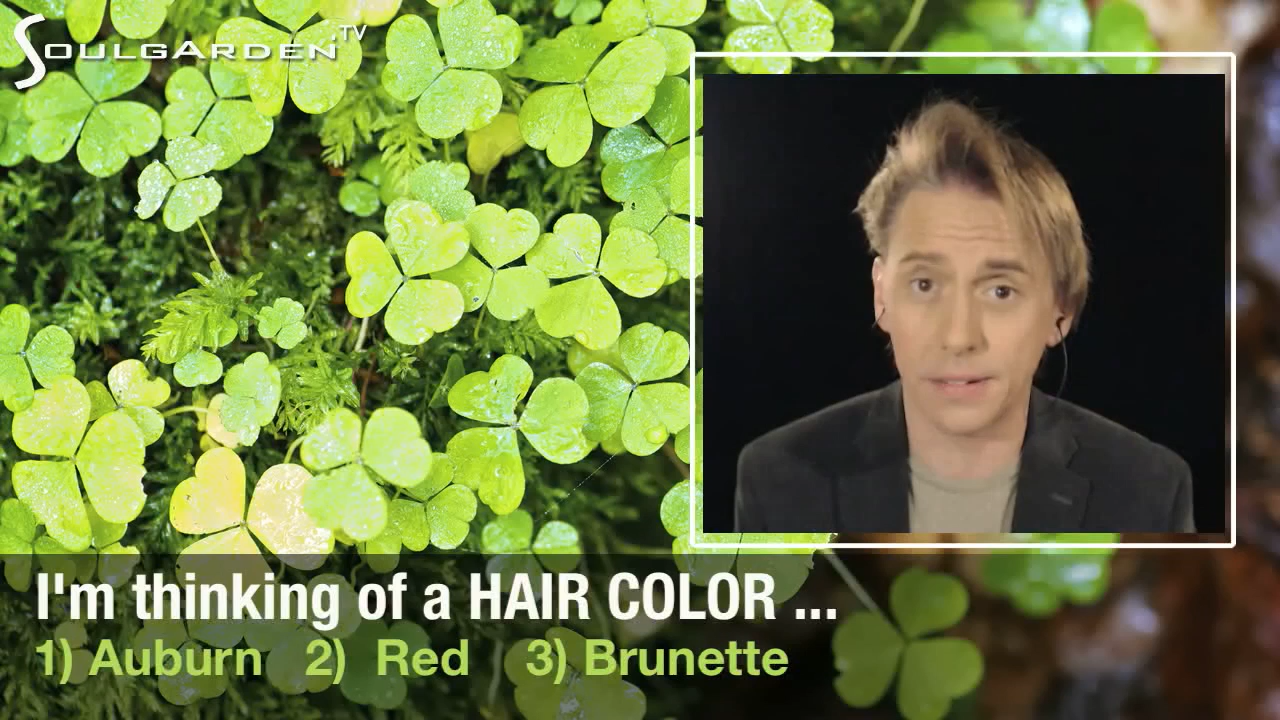 SOULGARDEN.TV
I'm thinking of a HAIR COLOR ...
1) Auburn 2) Red 3) Brunette